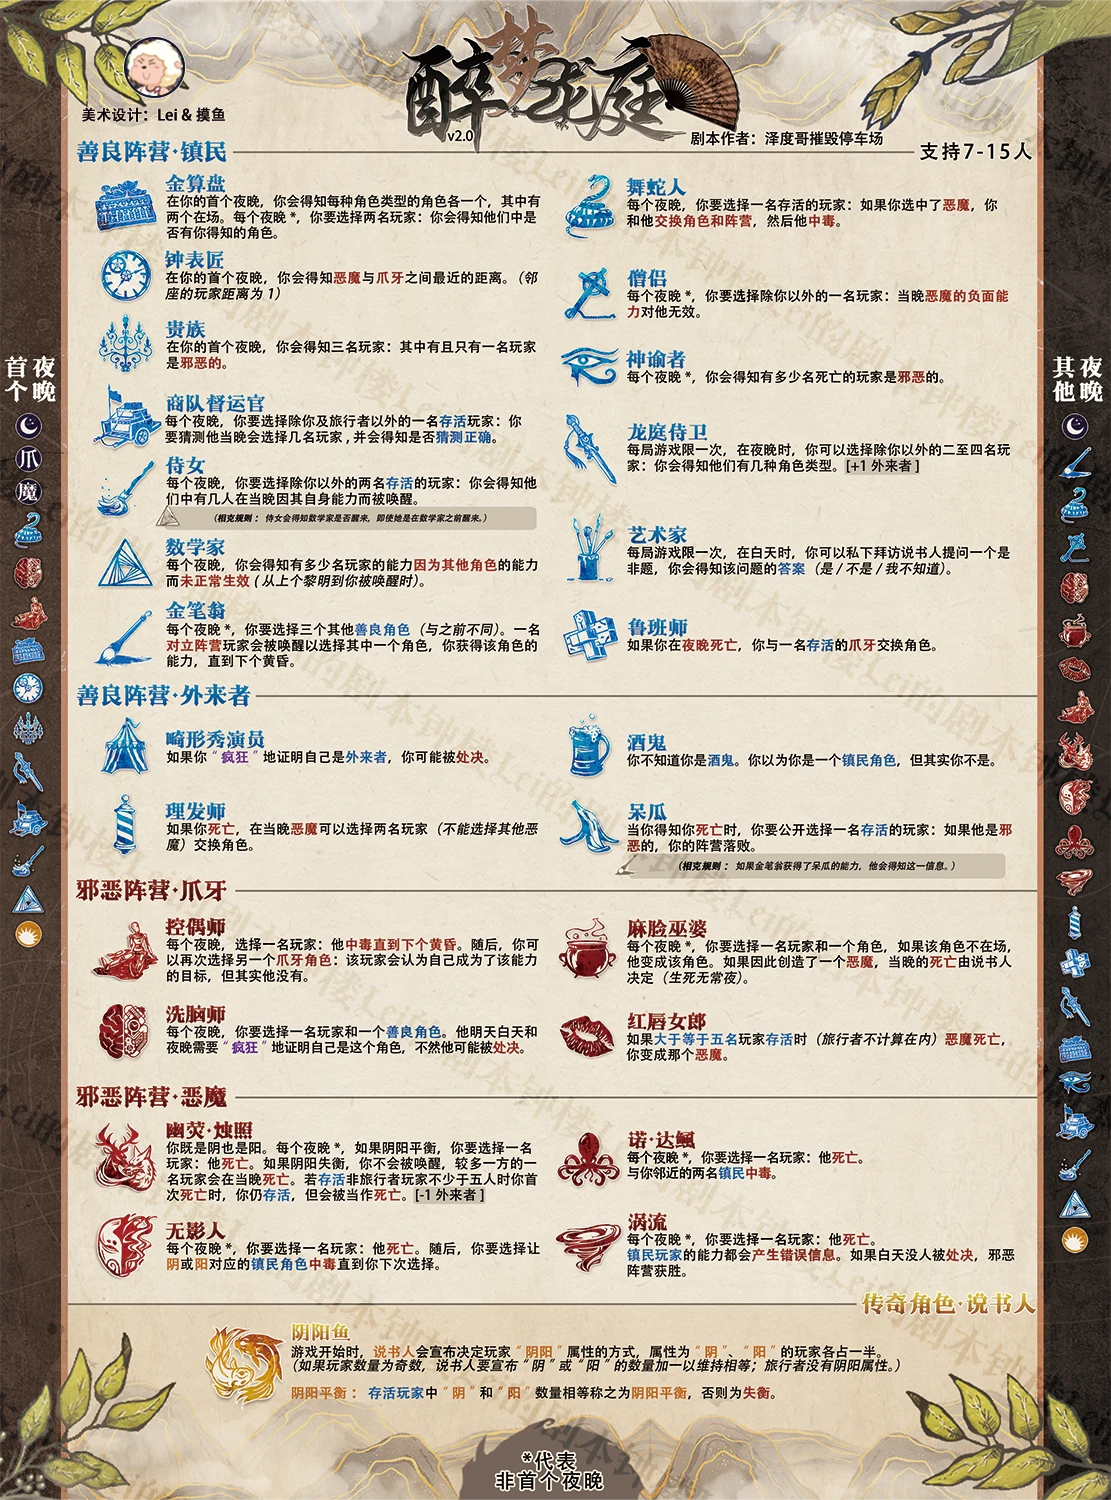 醉梦龙庭
v2.0
美术设计：Lei & 摸鱼
剧本作者：泽度哥摧毁停车场
善良阵营·镇民
支持7-15人
金算盘
在你的首个夜晚，你会得知每种角色类型的角色各一个，其中有
两个在场。每个夜晚 *，你要选择两名玩家：你会得知他们中是
否有你得知的角色。
钟表匠
在你的首个夜晚，你会得知恶魔与爪牙之间最近的距离。（邻
座的玩家距离为 1）
贵族
在你的首个夜晚，你会得知三名玩家：其中有且只有一名玩家
是邪恶的。
商队督运官
每个夜晚，你要选择除你及旅行者以外的一名存活玩家：你
要猜测他当晚会选择几名玩家 , 并会得知是否猜测正确。
侍女
每个夜晚，你要选择除你以外的两名存活的玩家：你会得知他
们中有几人在当晚因其自身能力而被唤醒。
（相克规则： 侍女会得知数学家是否醒来，即使她是在数学家之前醒来。）
数学家
每个夜晚，你会得知有多少名玩家的能力因为其他角色的能力
而未正常生效 ( 从上个黎明到你被唤醒时）。
金笔翁
每个夜晚 *，你要选择三个其他善良角色（与之前不同）。一名
对立阵营玩家会被唤醒以选择其中一个角色，你获得该角色的
能力，直到下个黄昏。
舞蛇人
每个夜晚，你要选择一名存活的玩家：如果你选中了恶魔，你
和他交换角色和阵营，然后他中毒。
僧侣
每个夜晚 *，你要选择除你以外的一名玩家：当晚恶魔的负面能
力对他无效。
神谕者
每个夜晚 *，你会得知有多少名死亡的玩家是邪恶的。
龙庭侍卫
每局游戏限一次，在夜晚时，你可以选择除你以外的二至四名玩
家：你会得知他们有几种角色类型。[+1 外来者 ]
艺术家
每局游戏限一次，在白天时，你可以私下拜访说书人提问一个是
非题，你会得知该问题的答案（是 / 不是 / 我不知道）。
鲁班师
如果你在夜晚死亡，你与一名存活的爪牙交换角色。
善良阵营·外来者
畸形秀演员
如果你“疯狂”地证明自己是外来者，你可能被处决。
理发师
如果你死亡，在当晚恶魔可以选择两名玩家（不能选择其他恶
魔）交换角色。
酒鬼
你不知道你是酒鬼。你以为你是一个镇民角色，但其实你不是。
呆瓜
当你得知你死亡时，你要公开选择一名存活的玩家：如果他是邪
恶的，你的阵营落败。
（相克规则： 如果金笔翁获得了呆瓜的能力，他会得知这一信息。）
邪恶阵营·爪牙
控偶师
每个夜晚，选择一名玩家：他中毒直到下个黄昏。随后，你可
以再次选择另一个爪牙角色：该玩家会认为自己成为了该能力
的目标，但其实他没有。
洗脑师
每个夜晚，你要选择一名玩家和一个善良角色。他明天白天和
夜晚需要“疯狂”地证明自己是这个角色，不然他可能被处决。
麻脸巫婆
每个夜晚 *，你要选择一名玩家和一个角色，如果该角色不在场，
他变成该角色。如果因此创造了一个恶魔，当晚的死亡由说书人
决定（生死无常夜）。
红唇女郎
如果大于等于五名玩家存活时（旅行者不计算在内）恶魔死亡，
你变成那个恶魔。
邪恶阵营·恶魔
幽荧·烛照
你既是阴也是阳。每个夜晚 *，如果阴阳平衡，你要选择一名
玩家：他死亡。如果阴阳失衡，你不会被唤醒，较多一方的一
名玩家会在当晚死亡。若存活非旅行者玩家不少于五人时你首
次死亡时，你仍存活，但会被当作死亡。[-1 外来者 ]
无影人
每个夜晚 *，你要选择一名玩家：他死亡。随后，你要选择让
阴或阳对应的镇民角色中毒直到你下次选择。
诺·达鲺
每个夜晚 *，你要选择一名玩家：他死亡。
与你邻近的两名镇民中毒。
涡流
每个夜晚 *，你要选择一名玩家：他死亡。
镇民玩家的能力都会产生错误信息。如果白天没人被处决，邪恶
阵营获胜。
传奇角色·说书人
阴阳鱼
游戏开始时，说书人会宣布决定玩家“阴阳”属性的方式，属性为“阴”、“阳”的玩家各占一半。
（如果玩家数量为奇数，说书人要宣布“阴”或“阳”的数量加一以维持相等；旅行者没有阴阳属性。）
阴阳平衡： 存活玩家中“阴”和“阳”数量相等称之为阴阳平衡，否则为失衡。
*代表
非首个夜晚
首个夜晚
爪
魔
其他夜晚